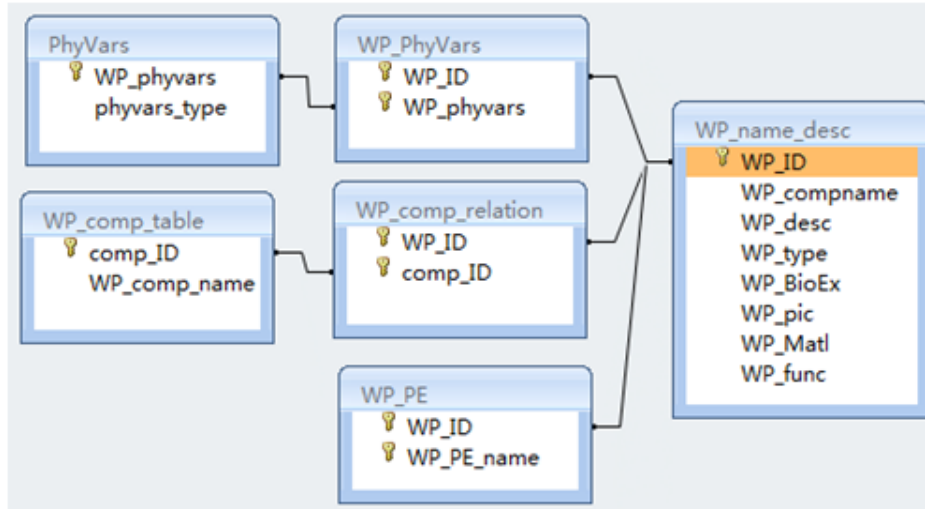 PhyVars
WP_phyvars
phyvars_type
WP_PhyVars
WP_ID
WP_phyvars
WP_name_desc
WP_ID
WP_compname
WP_desc
WP_type
WP_BioEx
WP_pic
WP_Matl
WP_func
WP_comp_table
comp_ID
WP_comp_name
WP_comp_relation
WP_ID
comp_ID
WP_PE
WP_ID
WP_PE_name